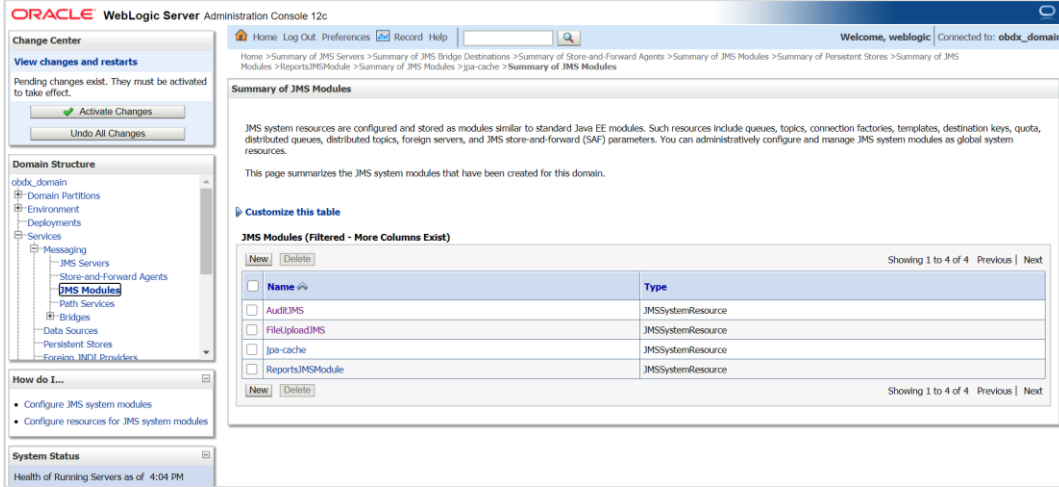 ORACLE WebLogic Server Administration Console 12c
Change Center
View changes and restarts
Pending changes exist. They must be activated
to take effect.
Activate Changes
Undo All Changes
Domain Structure
obdx_domain
Domain Partitions
Environment
Deployments
Services
Messaging
JMS Servers
Store-and-Forward Agents
JMS Modules
Path Services
Bridges
Data Sources
Persistent Stores
Foreign JNDI Providers
How do I...
Configure JMS system modules
Configure resources for JMS system modules
System Status
Health of Running Servers as of 4:04 PM
Home Log Out Preferences Record Help
Welcome, weblogic Connected to: obdx_domain
Home >Summary of JMS Servers >Summary of JMS Bridge Destinations >Summary of Store-and-Forward Agents >Summary of JMS Modules >Summary of Persistent Stores >Summary of JMS
Modules >ReportsJMSModule >Summary of JMS Modules >jpa-cache >Summary of JMS Modules
Summary of JMS Modules
JMS system resources are configured and stored as modules similar to standard Java EE modules. Such resources include queues, topics, connection factories, templates, destination keys, quota,
distributed queues, distributed topics, foreign servers, and JMS store-and-forward (SAF) parameters. You can administratively configure and manage JMS system modules as global system
resources.
This page summarizes the JMS system modules that have been created for this domain.
Customize this table
JMS Modules (Filtered - More Columns Exist)
New Delete Showing 1 to 4 of 4 Previous | Next
Name Type
AuditJMS JMSSystemResource
FileUploadJMS JMSSystemResource
jpa-cache JMSSystemResource
ReportsJMSModule JMSSystemResource
New Delete Showing 1 to 4 of 4 Previous | Next